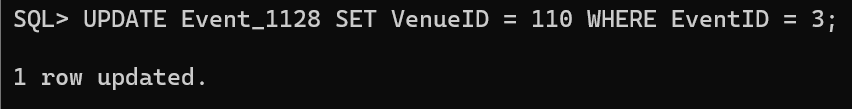 SQL> UPDATE Event_1128 SET VenueID = 110 WHERE EventID = 3;
1 row updated.